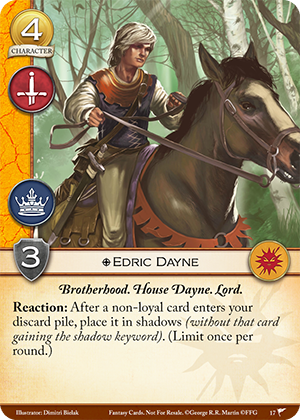 4
CHARACTER
3
EDRIC DAYNE
Brotherhood. House Dayne. Lord.
Reaction: After a non-loyal card enters your
discard pile, place it in shadows (without that card
gaining the shadow keyword). (Limit once per
round.)
Illustrator: Dimitri Bielak Fantasy Cards. Not For Resale. ©George R.R. Martin ©FFG 17